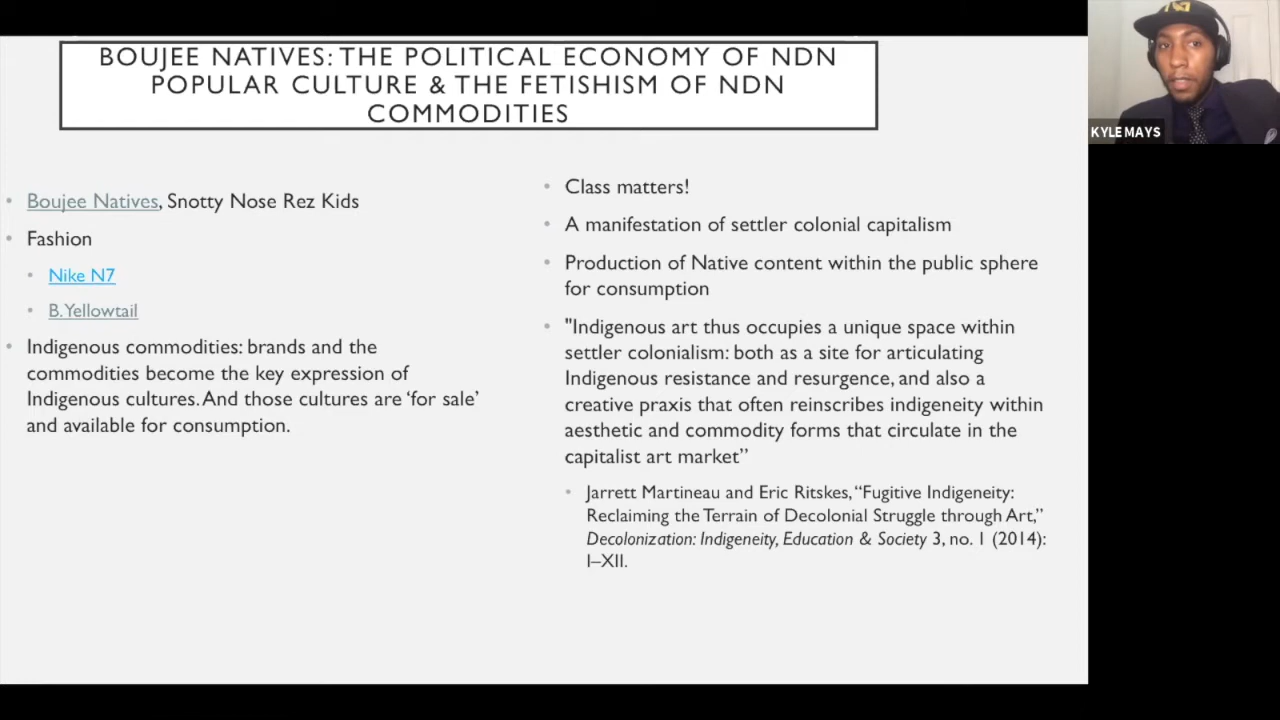 BOUJEE NATIVES: THE POLITICAL ECONOMY OF NDN
POPULAR CULTURE & THE FETISHISM OF NDN
COMMODITIES
• Boujee Natives, Snotty Nose Rez Kids
• Fashion
• Nike N7
• B. Yellowtail
• Indigenous commodities: brands and the
commodities become the key expression of
Indigenous cultures. And those cultures are ‘for sale’
and available for consumption.
• Class matters!
• A manifestation of settler colonial capitalism
• Production of Native content within the public sphere
for consumption
• "Indigenous art thus occupies a unique space within
settler colonialism: both as a site for articulating
Indigenous resistance and resurgence, and also a
creative praxis that often reinscribes indigeneity within
aesthetic and commodity forms that circulate in the
capitalist art market”
• Jarrett Martineau and Eric Ritskes, “Fugitive Indigeneity:
Reclaiming the Terrain of Decolonial Struggle through Art,”
Decolonization: Indigeneity, Education & Society 3, no. 1 (2014):
I–XII.
KYLE MAYS